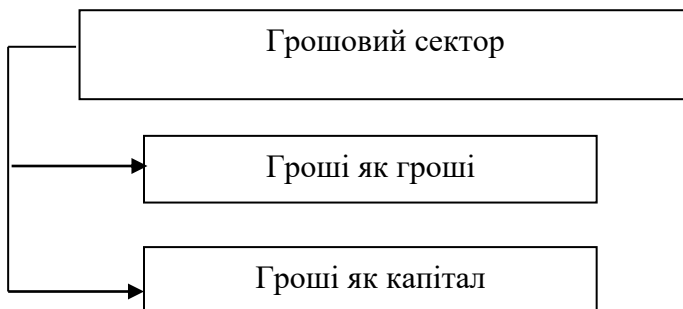 Грошовий сектор
Гроші як гроші
Гроші як капітал